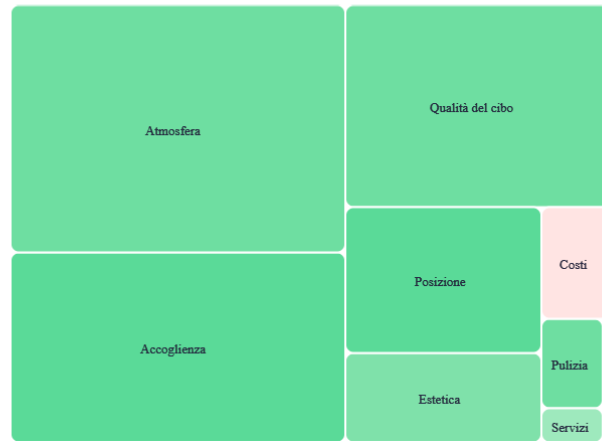 Atmosfera
Qualità del cibo
Accoglienza
Posizione
Costi
Pulizia
Estetica
Servizi